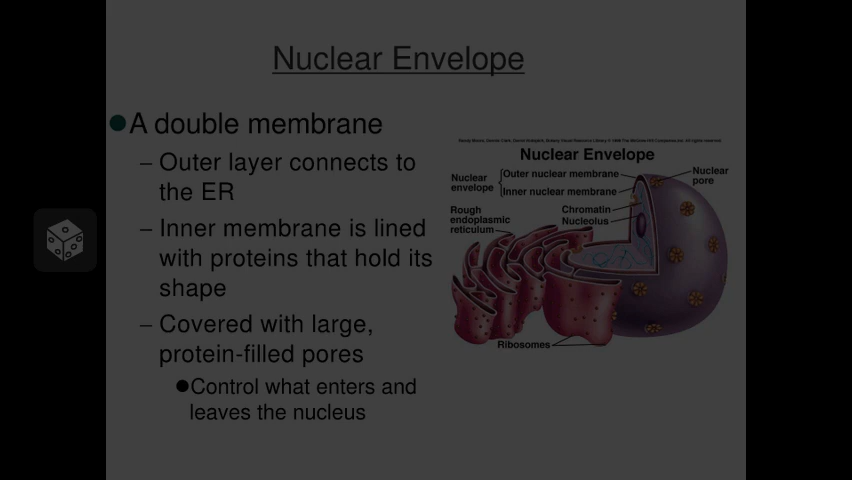 Nuclear Envelope
A double membrane
– Outer layer connects to
the ER
– Inner membrane is lined
with proteins that hold its
shape
– Covered with large,
protein-filled pores
Control what enters and
leaves the nucleus
Nuclear Envelope
Nuclear
envelope
Outer nuclear membrane
Inner nuclear membrane
Nuclear
pore
Chromatin
Nucleolus
Rough
endoplasmic
reticulum
Ribosomes